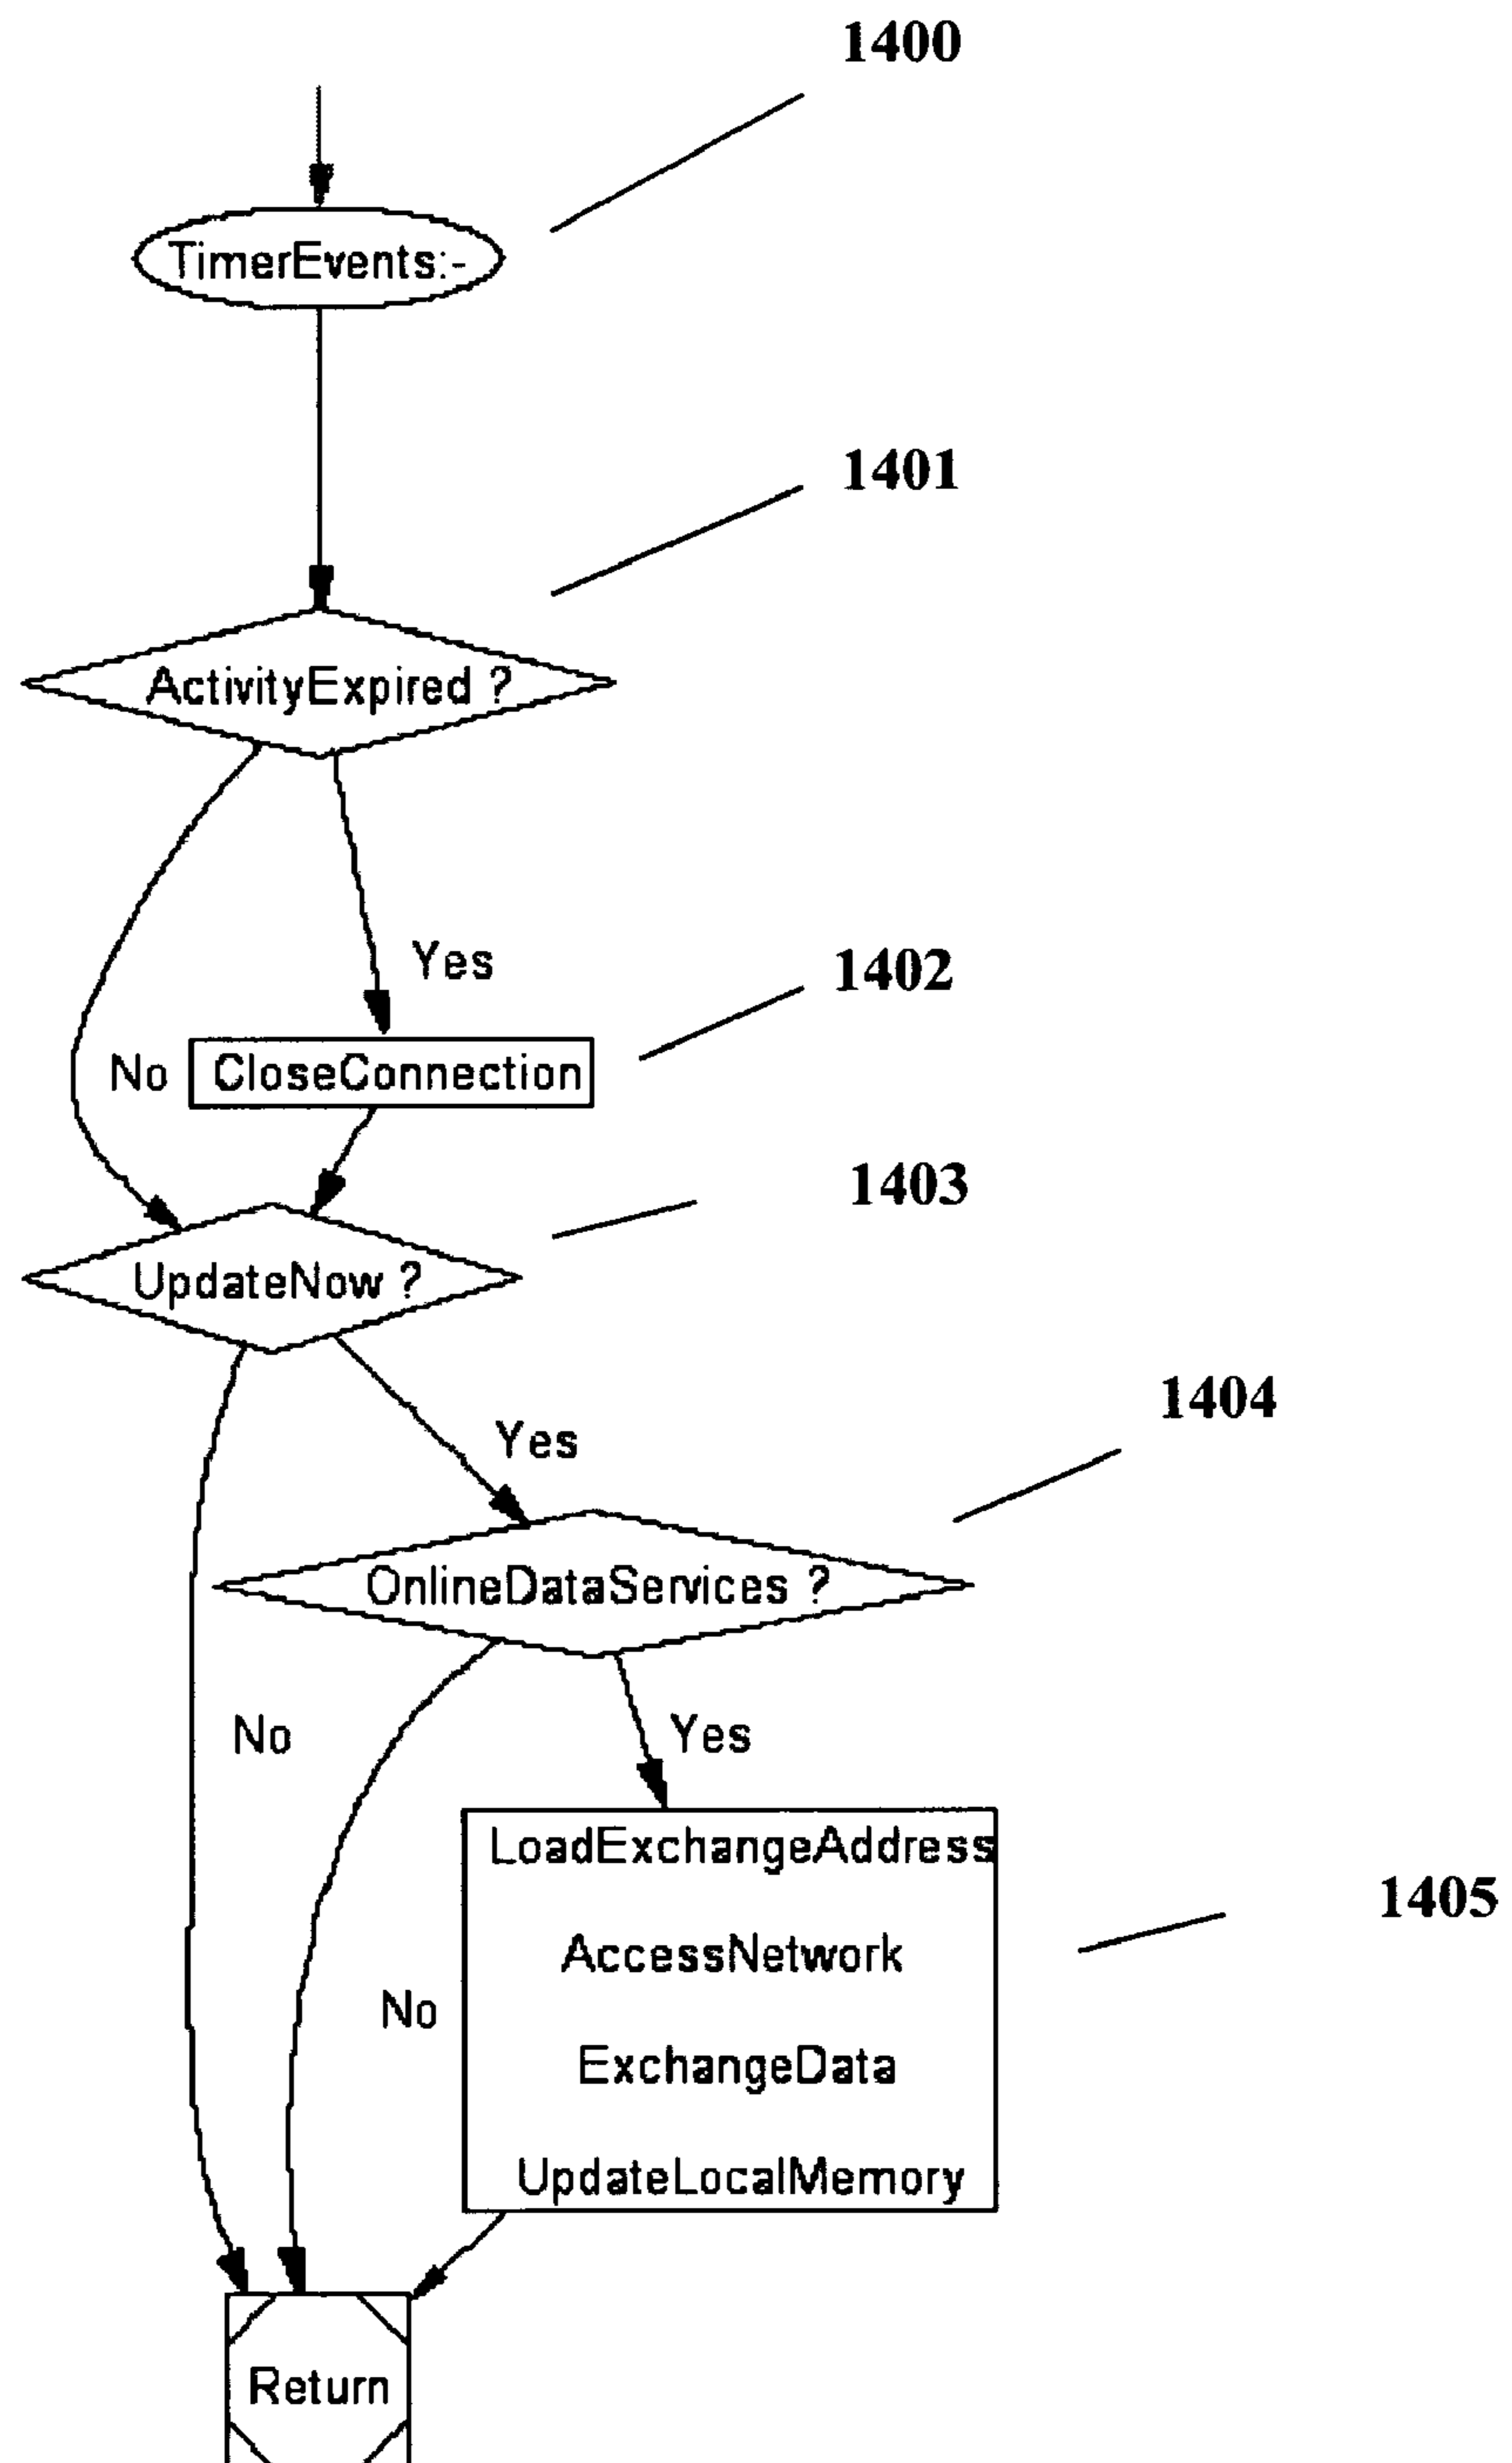 1400
TimerEvents:-
1401
ActivityExpired ?
Yes
1402
No
CloseConnection
1403
UpdateNow ?
1404
Yes
OnlineDataServices ?
No
Yes
LoadExchangeAddress
1405
AccessNetwork
No
ExchangeData
UpdateLocalMemory
Return